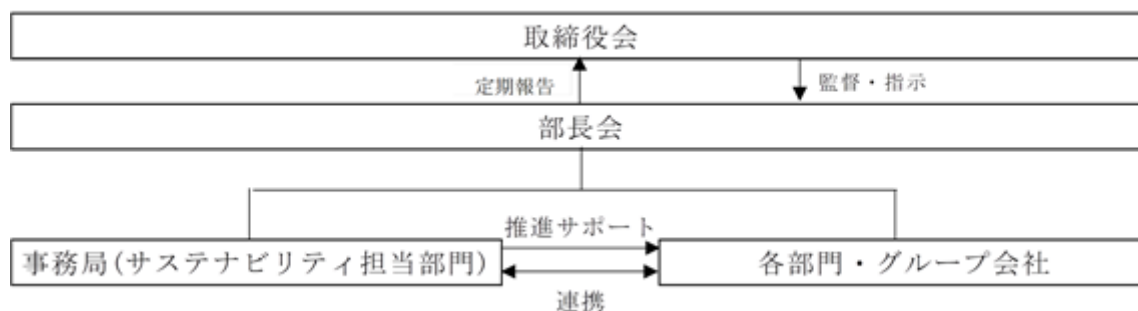 取締役会
定期報告
監督・指示
部長会
推進サポート
事務局(サステナビリティ担当部門)
各部門・グループ会社
連携